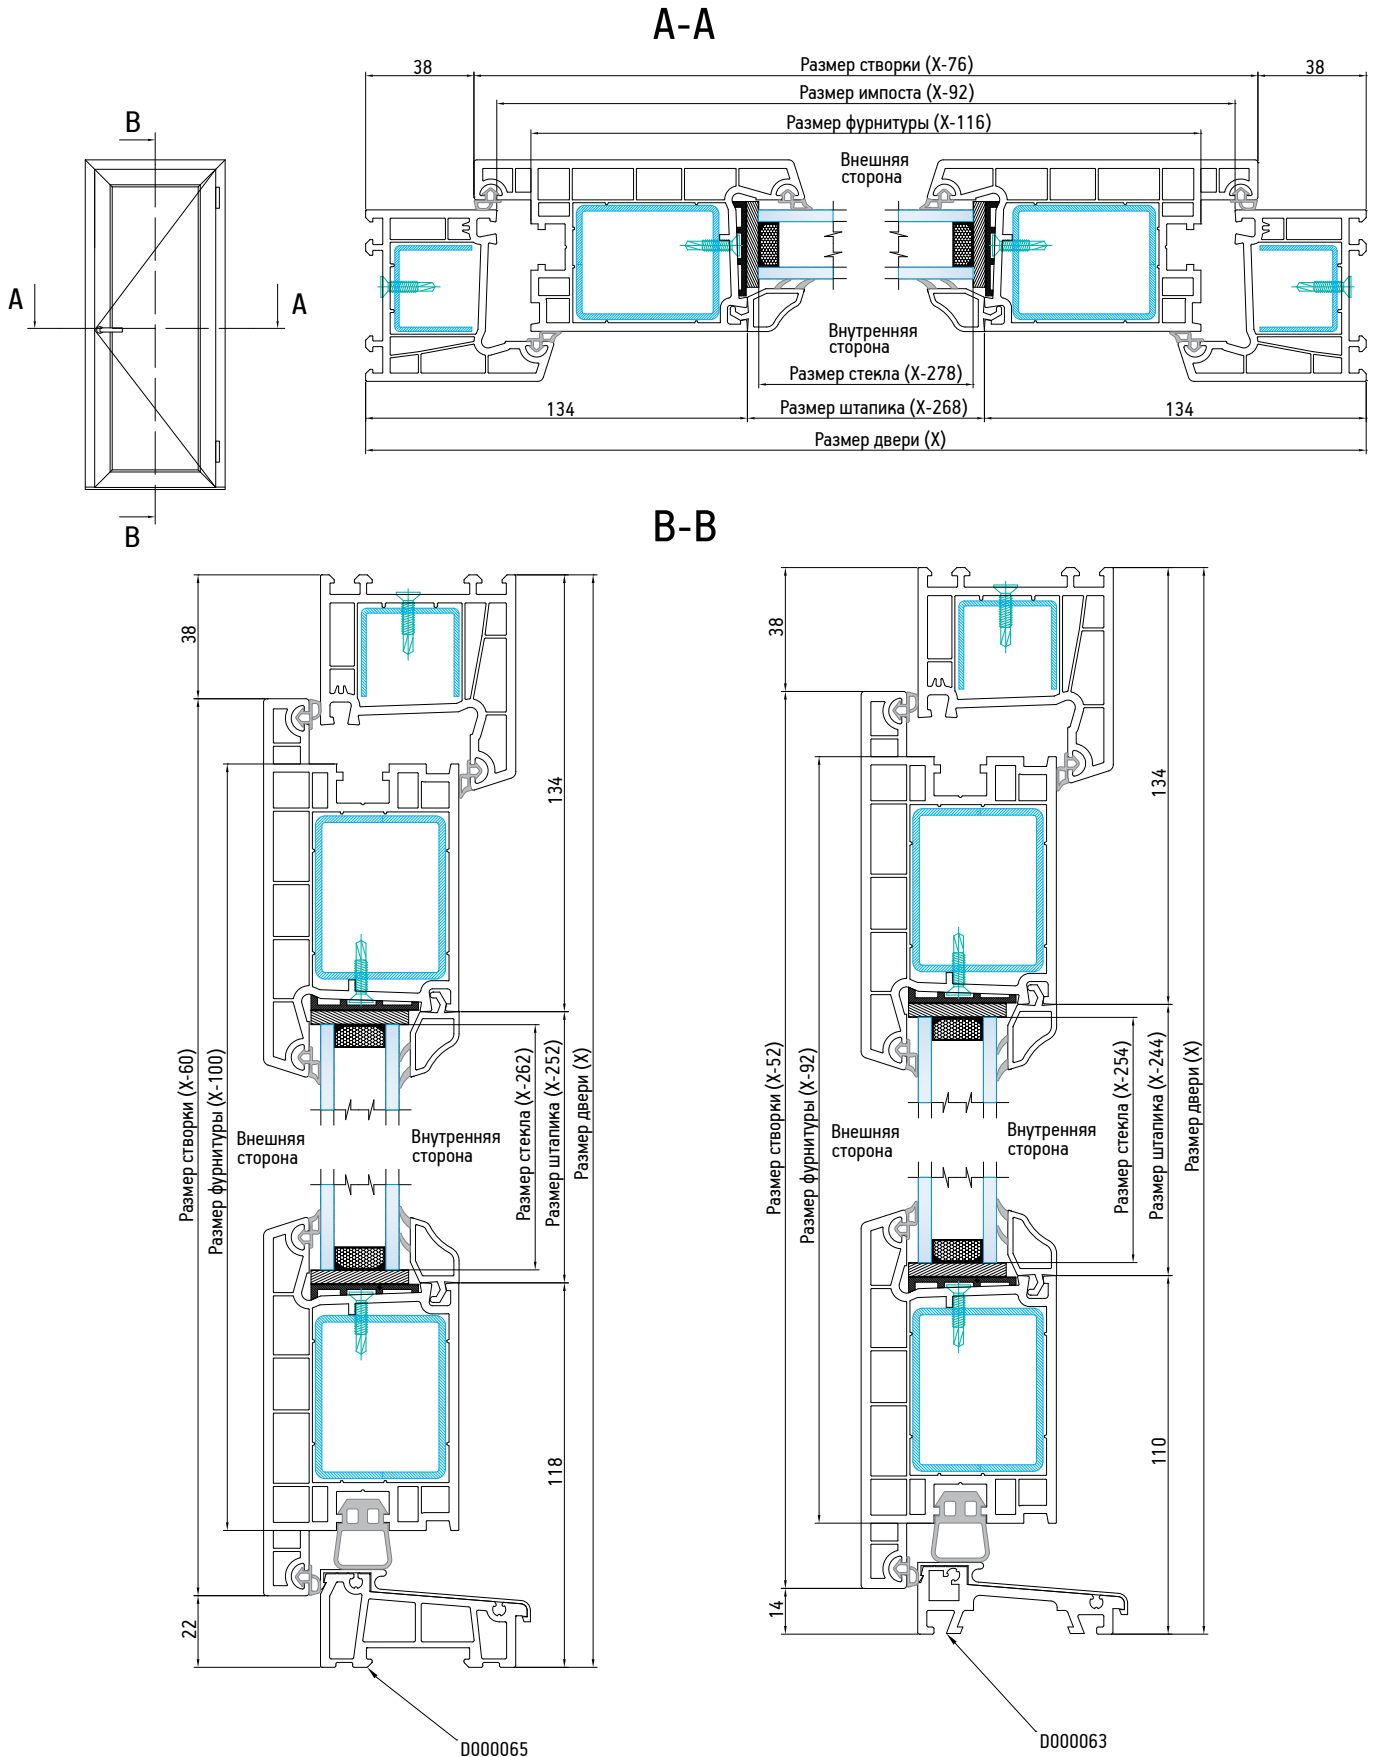 A-A
38
Размер створки (X-76)
38
Размер импоста (X-92)
Размер фурнитуры (X-116)
Внешняя
сторона
B
A
A
B
Внутренняя
сторона
Размер стекла (X-278)
134
Размер штапика (X-268)
134
Размер двери (X)
B-B
38
134
Размер створки (X-60)
Размер фурнитуры (X-100)
Внешняя
сторона
Внутренняя
сторона
Размер стекла (X-262)
Размер штапика (X-252)
Размер двери (X)
118
22
D000065
38
134
Размер створки (X-52)
Размер фурнитуры (X-92)
Внешняя
сторона
Внутренняя
сторона
Размер стекла (X-254)
Размер штапика (X-244)
Размер двери (X)
110
14
D000063